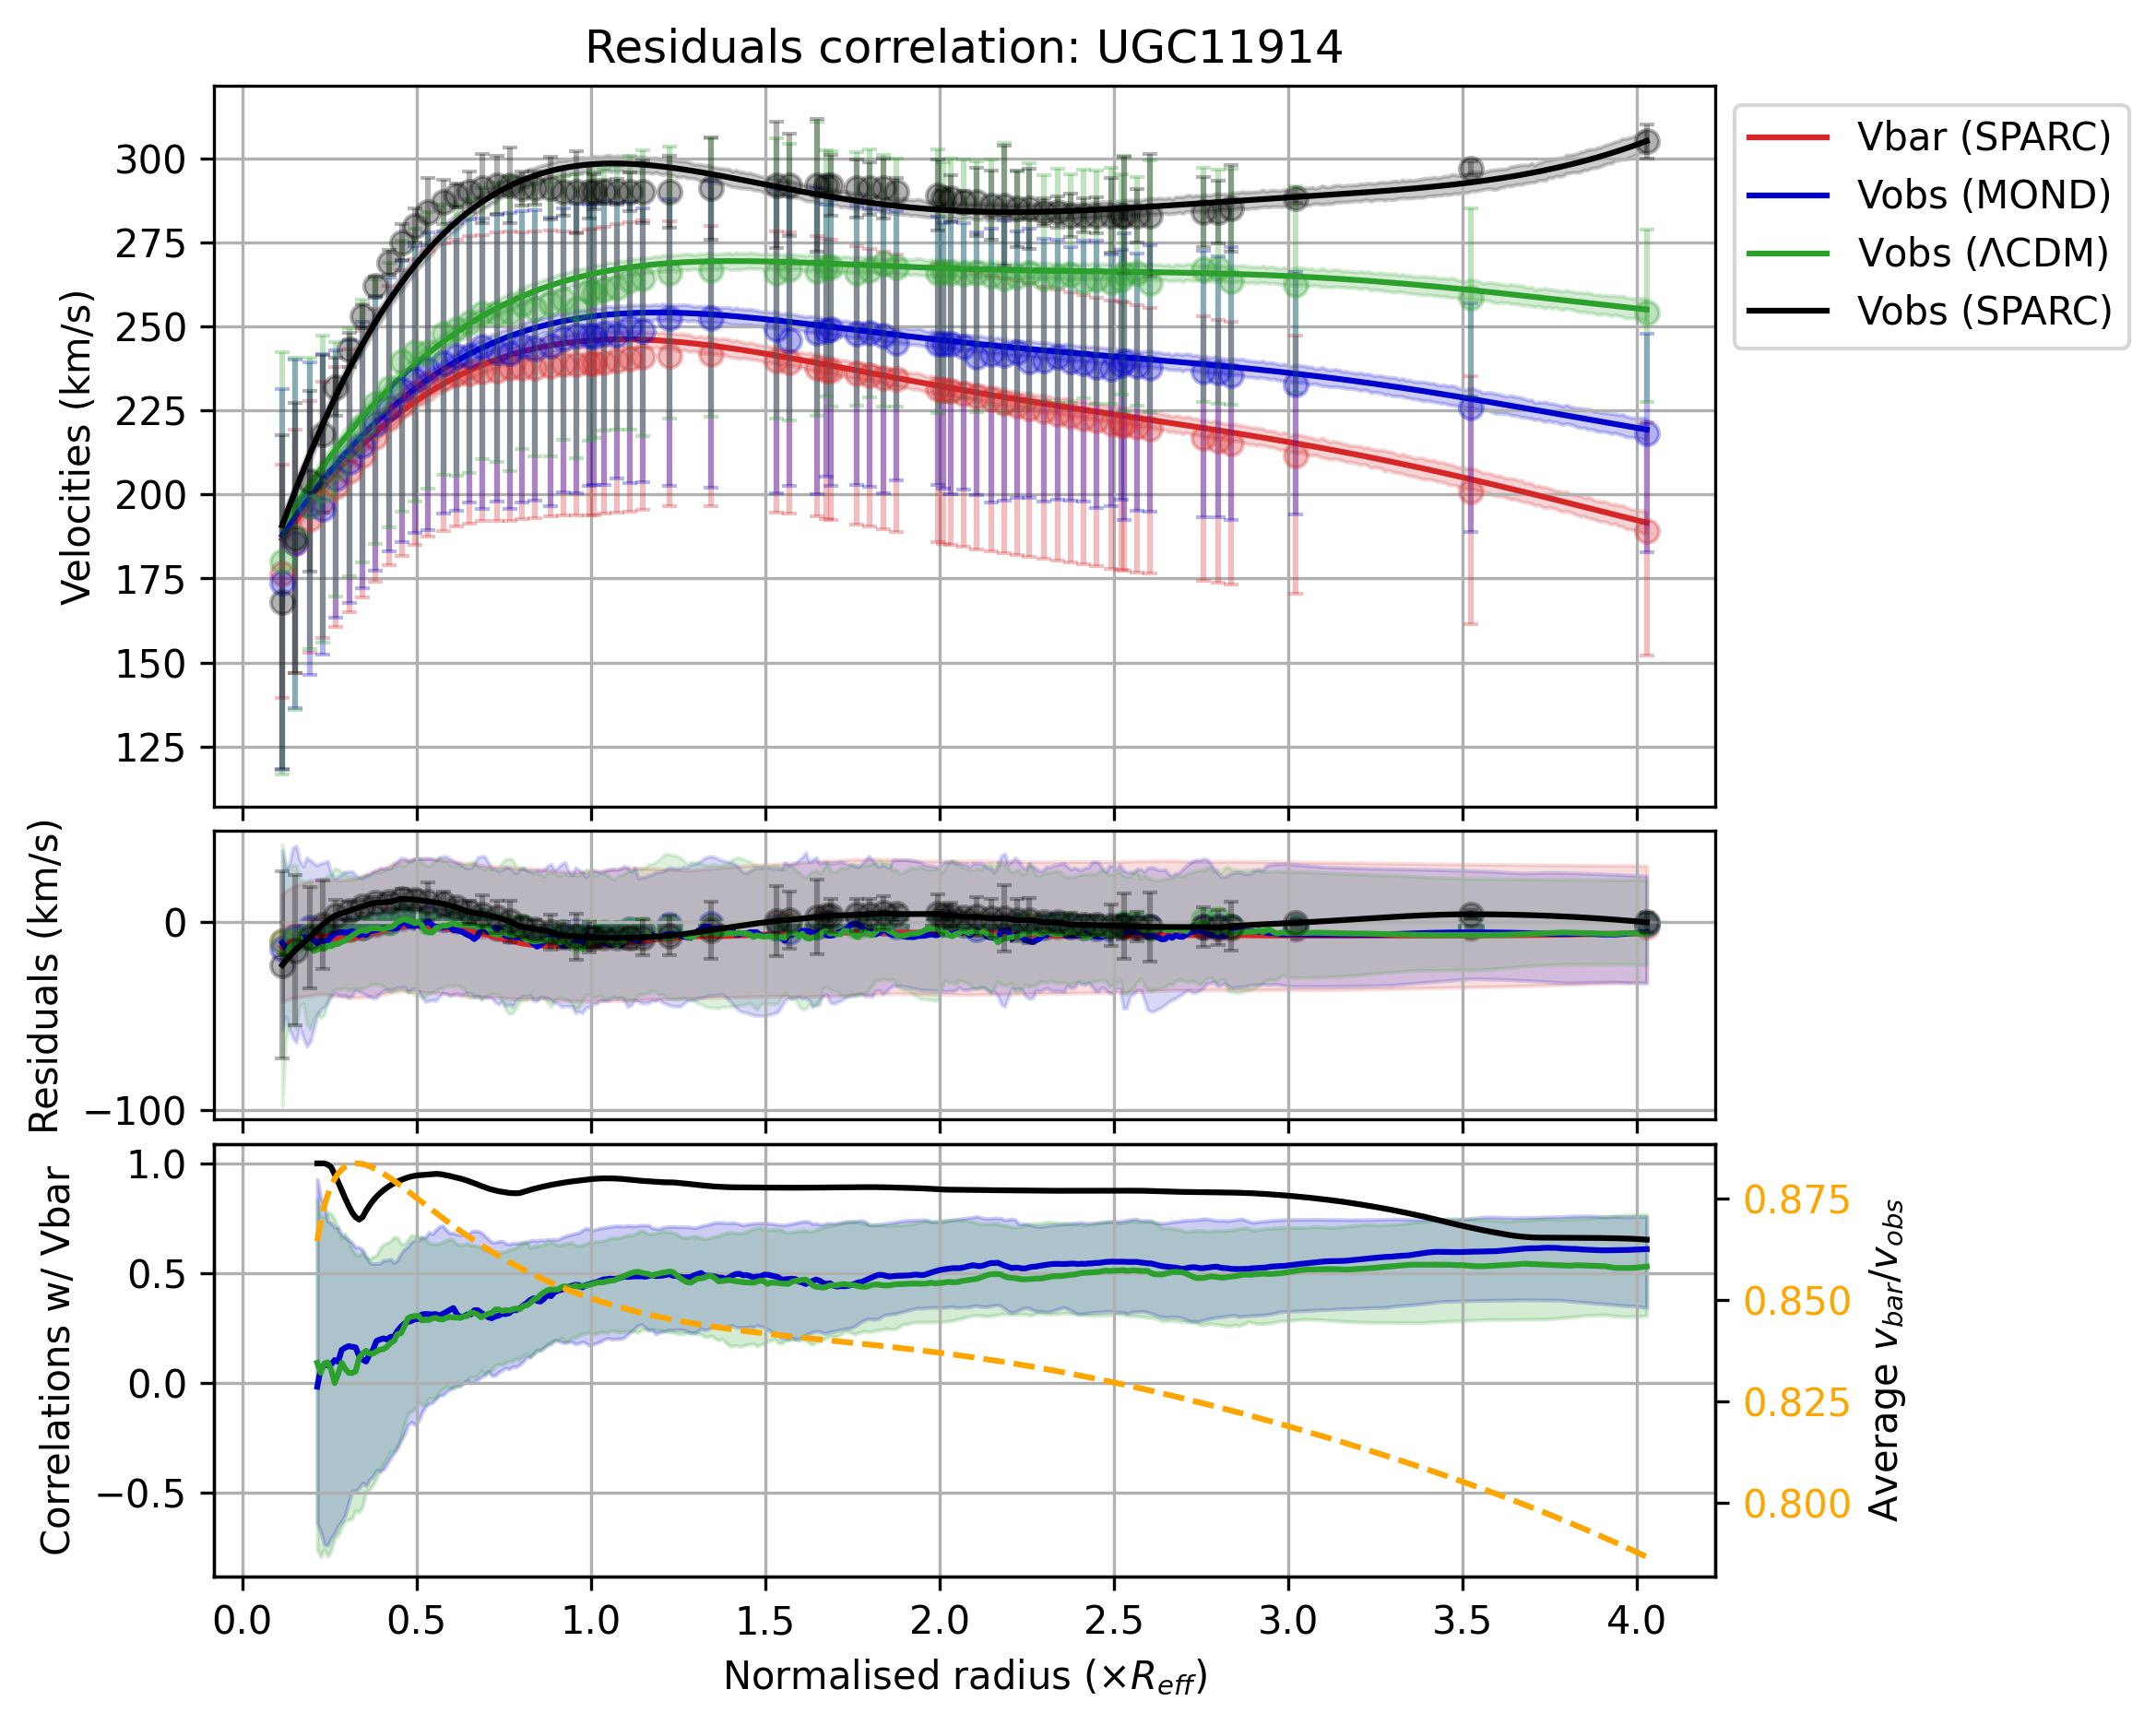 Residuals correlation: UGC11914
Velocities (km/s)
300
275
250
225
200
175
150
125
Vbar (SPARC)
Vobs (MOND)
Vobs (ΛCDM)
Vobs (SPARC)
Residuals (km/s)
0
−100
Correlations w/ Vbar
1.0
0.5
0.0
−0.5
0.875
0.850
0.825
0.800
Average v_bar/v_obs
0.0 0.5 1.0 1.5 2.0 2.5 3.0 3.5 4.0
Normalised radius (×R_eff)